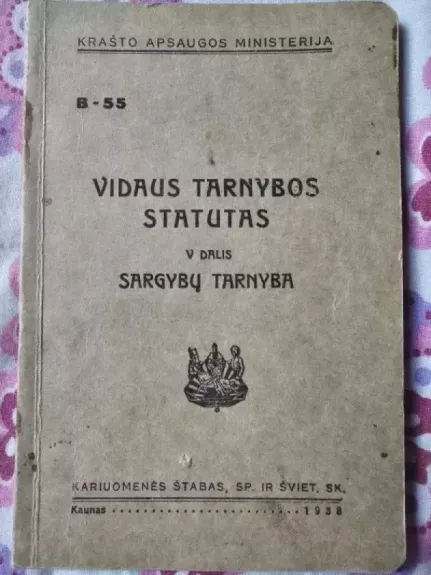 KRAŠTO APSAUGOS MINISTERIJA
B-55
VIDAUS TARNYBOS
STATUTAS
V DALIS
SARGYBŲ TARNYBA
KARIUOMENĖS ŠTABAS, SP. IR ŠVIET. SK.
Kaunas ............................ 1938